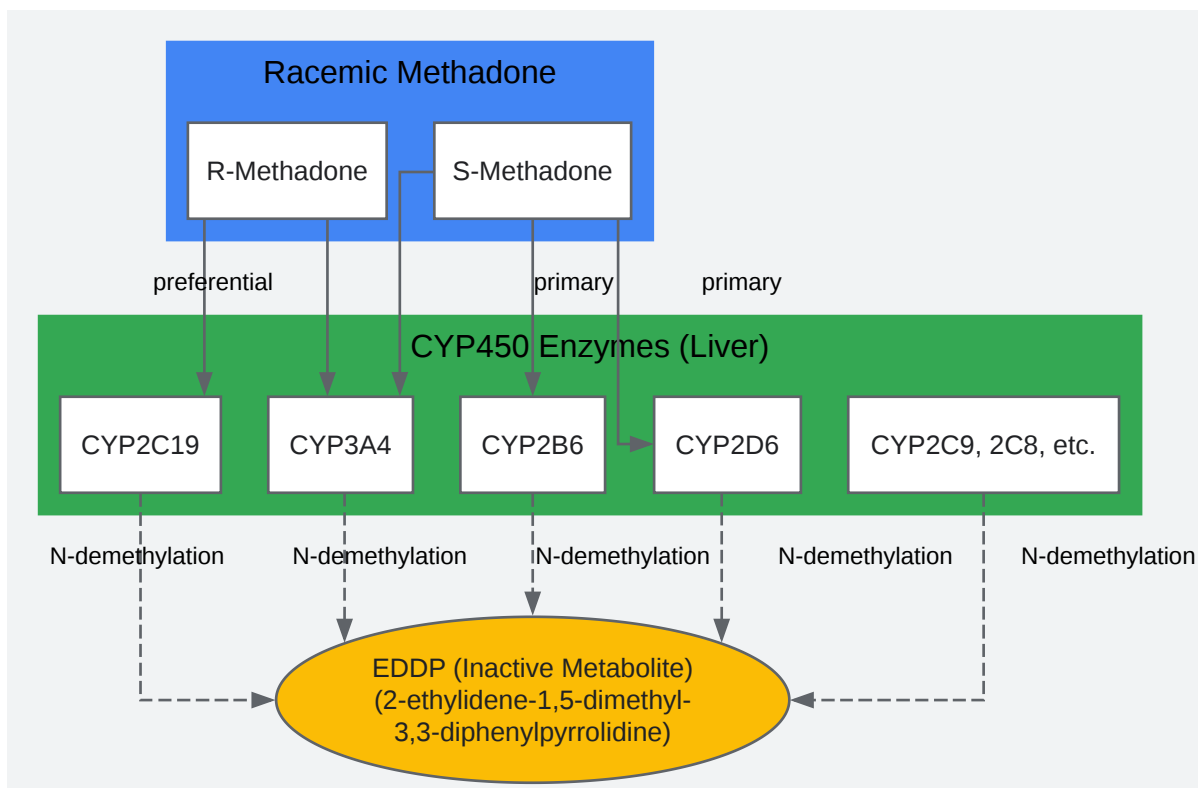 Racemic Methadone
R-Methadone
S-Methadone
preferential
primary
primary
CYP450 Enzymes (Liver)
CYP2C19
CYP3A4
CYP2B6
CYP2D6
CYP2C9, 2C8, etc.
N-demethylation
N-demethylation
N-demethylation
N-demethylation
N-demethylation
EDDP (Inactive Metabolite)
(2-ethylidene-1,5-dimethyl-
3,3-diphenylpyrrolidine)